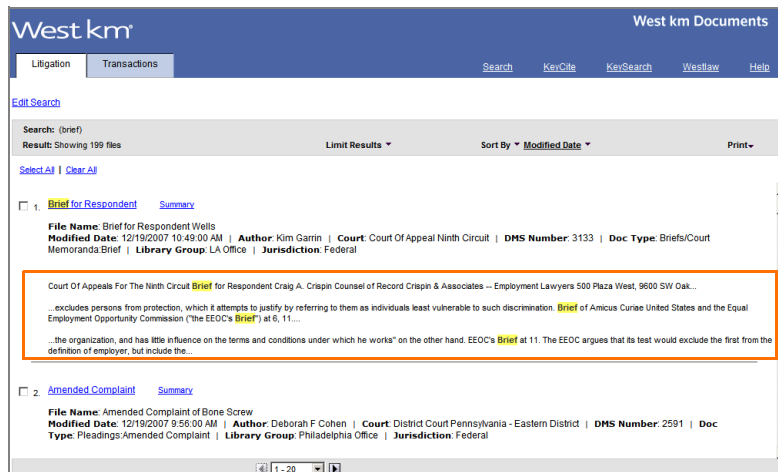 West km
West km Documents
Litigation Transactions Search KeyCite KeySearch Westlaw Help
Edit Search
Search: (brief)
Result: Showing 199 files Limit Results Sort By Modified Date Print
Select All | Clear All
1. Brief for Respondent Summary
File Name: Brief for Respondent Wells
Modified Date: 12/19/2007 10:49:00 AM | Author: Kim Garrin | Court: Court Of Appeal Ninth Circuit | DMS Number: 3133 | Doc Type: Briefs/Court
Memoranda:Brief | Library Group: LA Office | Jurisdiction: Federal
Court Of Appeals For The Ninth Circuit Brief for Respondent Craig A. Crispin Counsel of Record Crispin & Associates -- Employment Lawyers 500 Plaza West, 9600 SW Oak...
...excludes persons from protection, which it attempts to justify by referring to them as individuals least vulnerable to such discrimination. Brief of Amicus Curiae United States and the Equal
Employment Opportunity Commission ("the EEOC's Brief") at 6, 11....
...the organization, and has little influence on the terms and conditions under which he works" on the other hand. EEOC's Brief at 11. The EEOC argues that its test would exclude the first from the
definition of employer, but include the...
2. Amended Complaint Summary
File Name: Amended Complaint of Bone Screw
Modified Date: 12/19/2007 9:56:00 AM | Author: Deborah F Cohen | Court: District Court Pennsylvania - Eastern District | DMS Number: 2591 | Doc
Type: Pleadings:Amended Complaint | Library Group: Philadelphia Office | Jurisdiction: Federal
1 - 20